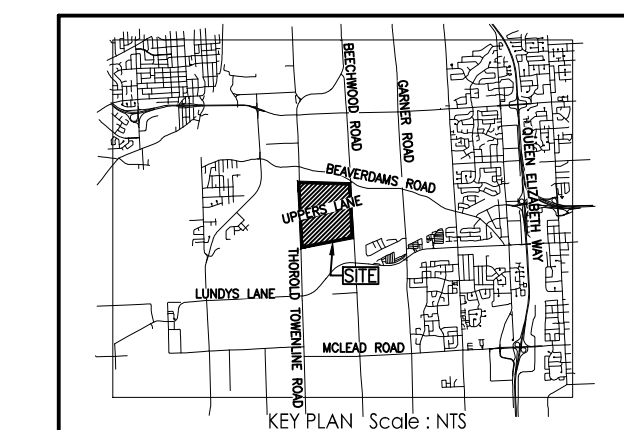 BEECHWOOD ROAD
GARNER ROAD
QUEEN ELIZABETH WAY
BEAVERDAMS ROAD
UPPERS LANE
THOROLD TOWENLINE ROAD
SITE
LUNDYS LANE
MCLEAD ROAD
KEY PLAN Scale : NTS